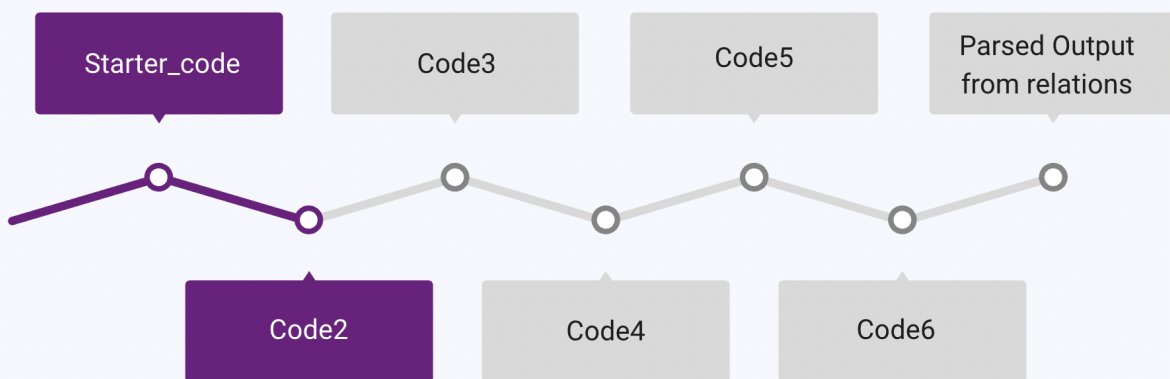 Starter_code
Code2
Code3
Code4
Code5
Code6
Parsed Output
from relations